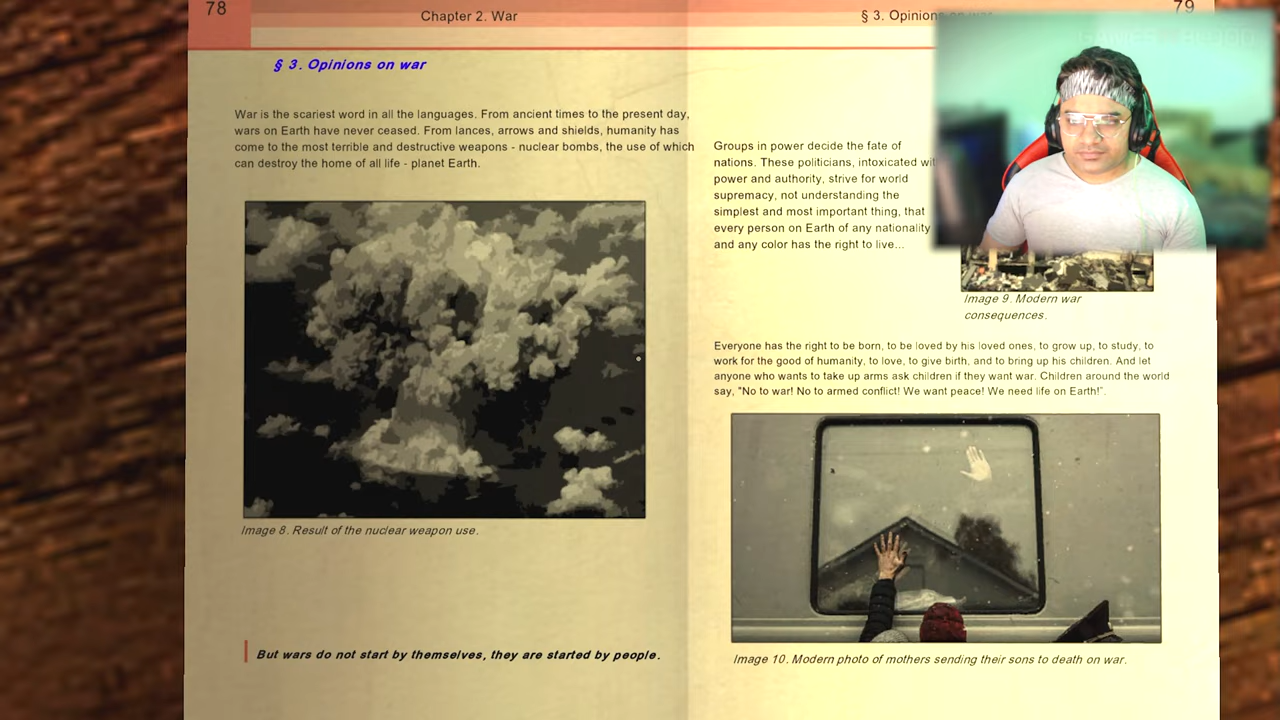 78
Chapter 2. War
§ 3. Opinions on war
War is the scariest word in all the languages. From ancient times to the present day,
wars on Earth have never ceased. From lances, arrows and shields, humanity has
come to the most terrible and destructive weapons - nuclear bombs, the use of which
can destroy the home of all life - planet Earth.
Image 8. Result of the nuclear weapon use.
But wars do not start by themselves, they are started by people.
§ 3. Opinions on war
79
Groups in power decide the fate of
nations. These politicians, intoxicated with
power and authority, strive for world
supremacy, not understanding the
simplest and most important thing, that
every person on Earth of any nationality
and any color has the right to live...
Image 9. Modern war
consequences.
Everyone has the right to be born, to be loved by his loved ones, to grow up, to study, to
work for the good of humanity, to love, to give birth, and to bring up his children. And let
anyone who wants to take up arms ask children if they want war. Children around the world
say, "No to war! No to armed conflict! We want peace! We need life on Earth!".
Image 10. Modern photo of mothers sending their sons to death on war.